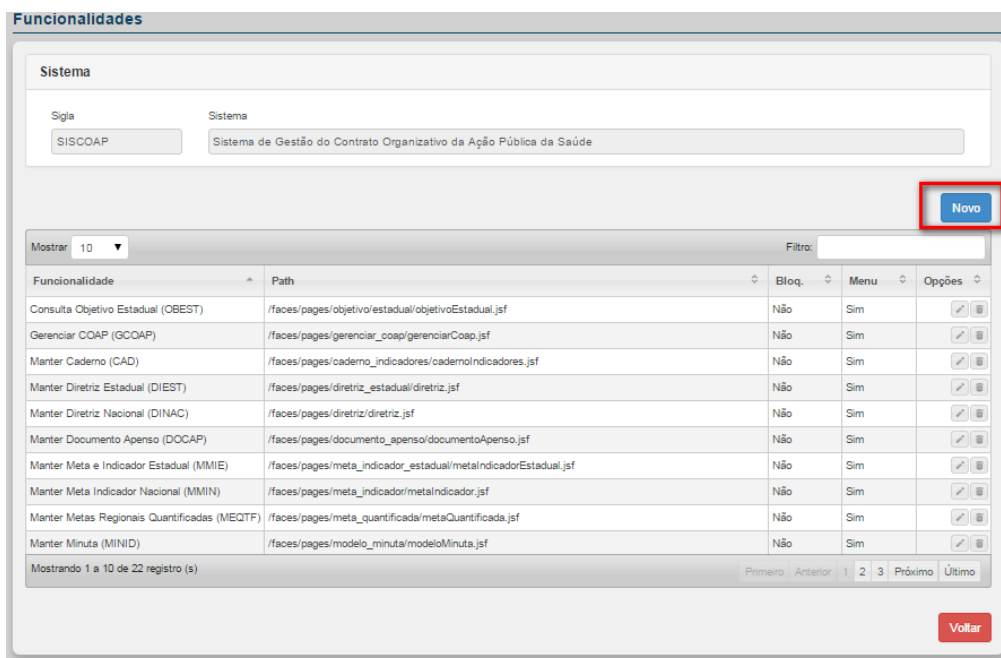 Funcionalidades
Sistema
Sigla Sistema
SISCOAP Sistema de Gestão do Contrato Organizativo da Ação Pública da Saúde
Novo
Mostrar 10 Filtro:
Funcionalidade Path Bloq. Menu Opções
Consulta Objetivo Estadual (OBEST) /faces/pages/objetivo/estadual/objetivoEstadual.jsf Não Sim
Gerenciar COAP (GCOAP) /faces/pages/gerenciar_coap/gerenciarCoap.jsf Não Sim
Manter Caderno (CAD) /faces/pages/caderno_indicadores/cadernoIndicadores.jsf Não Sim
Manter Diretriz Estadual (DIEST) /faces/pages/diretriz_estadual/diretriz.jsf Não Sim
Manter Diretriz Nacional (DINAC) /faces/pages/diretriz/diretriz.jsf Não Sim
Manter Documento Apenso (DOCAP) /faces/pages/documento_apenso/documentoApenso.jsf Não Sim
Manter Meta e Indicador Estadual (MMIE) /faces/pages/meta_indicador_estadual/metaIndicadorEstadual.jsf Não Sim
Manter Meta Indicador Nacional (MMIN) /faces/pages/meta_indicador/metaIndicador.jsf Não Sim
Manter Metas Regionais Quantificadas (MEQTF) /faces/pages/meta_quantificada/metaQuantificada.jsf Não Sim
Manter Minuta (MINID) /faces/pages/modelo_minuta/modeloMinuta.jsf Não Sim
Mostrando 1 a 10 de 22 registro (s) Primeiro Anterior 1 2 3 Próximo Último
Voltar